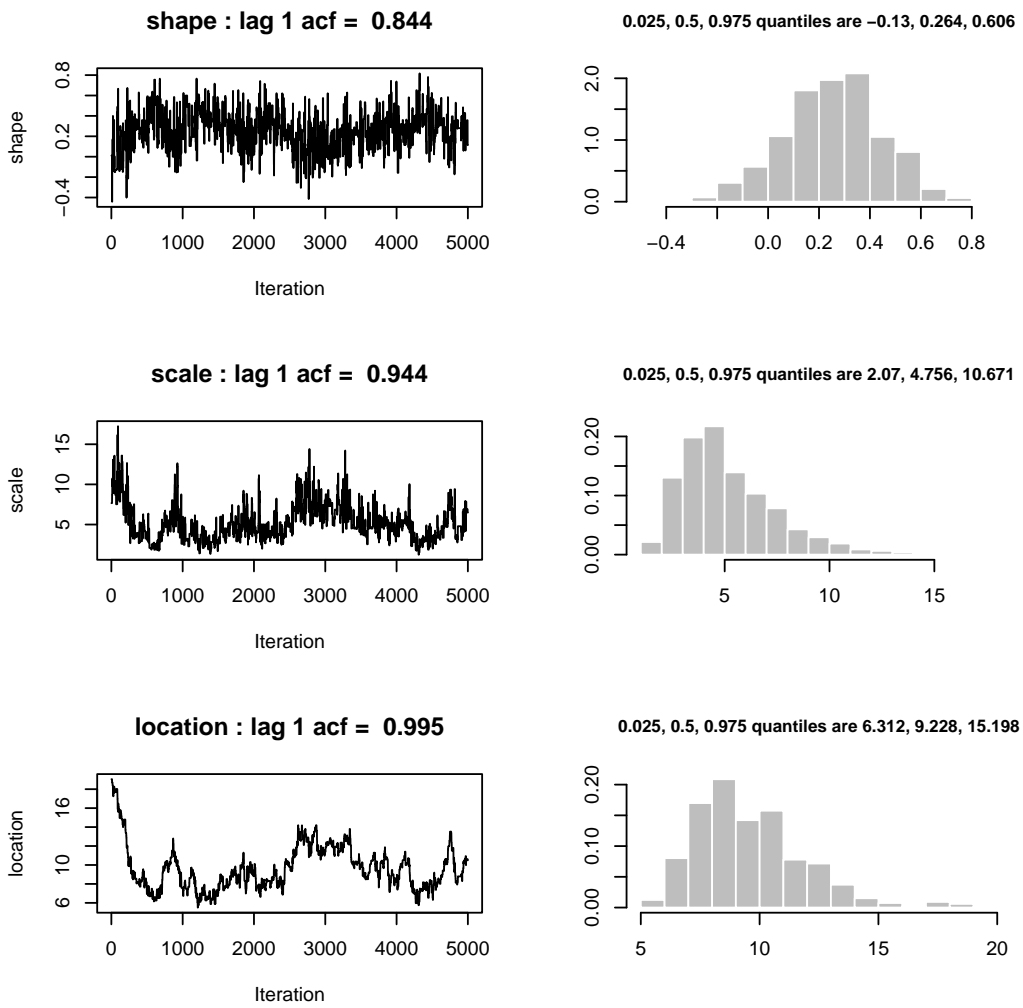 shape : lag 1 acf = 0.844
shape
−0.4 0.2 0.8
0 1000 2000 3000 4000 5000
Iteration
0.025, 0.5, 0.975 quantiles are −0.13, 0.264, 0.606
0.0 1.0 2.0
−0.4 0.0 0.2 0.4 0.6 0.8
scale : lag 1 acf = 0.944
scale
5 10 15
0 1000 2000 3000 4000 5000
Iteration
0.025, 0.5, 0.975 quantiles are 2.07, 4.756, 10.671
0.00 0.10 0.20
5 10 15
location : lag 1 acf = 0.995
location
6 10 16
0 1000 2000 3000 4000 5000
Iteration
0.025, 0.5, 0.975 quantiles are 6.312, 9.228, 15.198
0.00 0.10 0.20
5 10 15 20